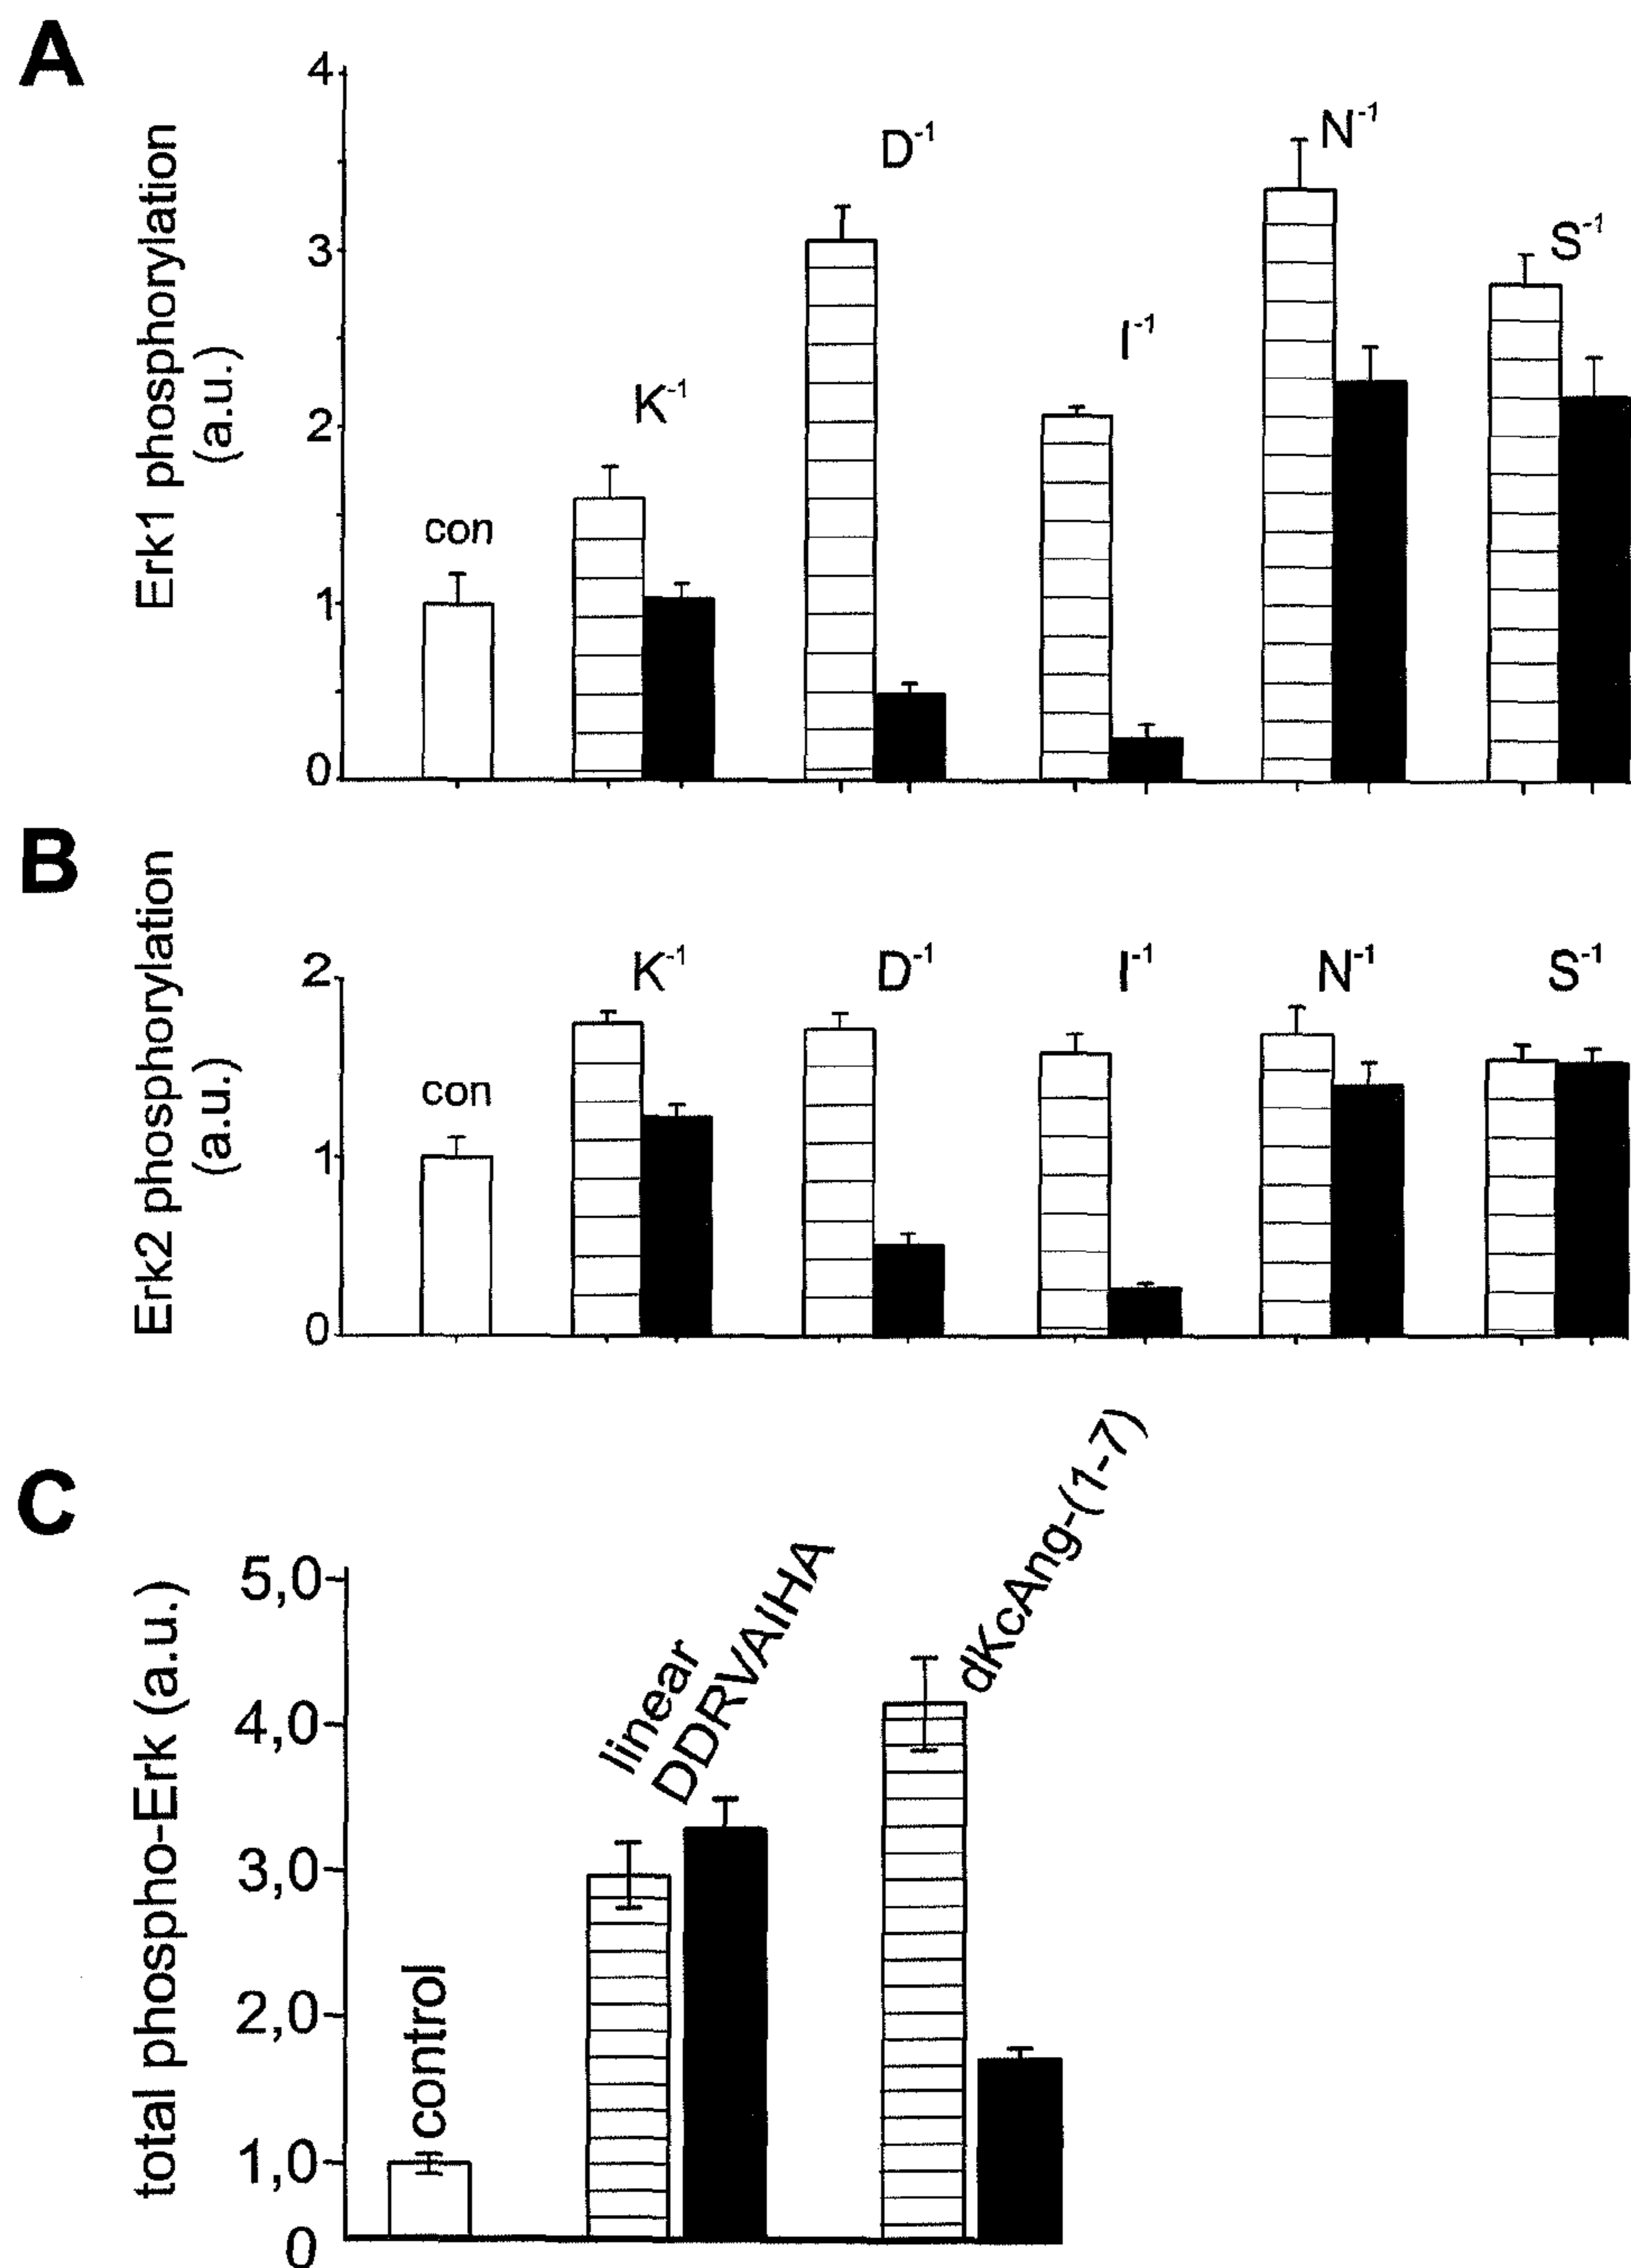 A
Erk1 phosphorylation
(a.u.)
4
3
2
1
0
con
K-1
D-1
I-1
N-1
S-1
B
Erk2 phosphorylation
(a.u.)
2
1
0
con
K-1
D-1
I-1
N-1
S-1
C
total phospho-Erk (a.u.)
5,0
4,0
3,0
2,0
1,0
0
control
linear
DDRVAIHA
dKcAng-(1-7)